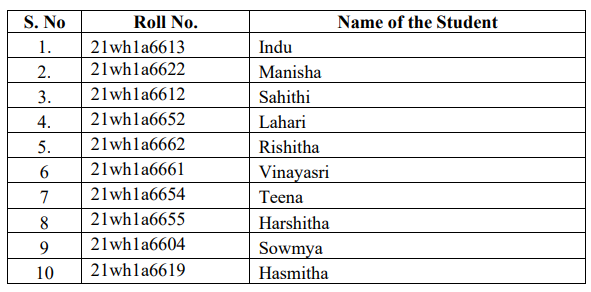 S. No Roll No. Name of the Student
1. 21wh1a6613 Indu
2. 21wh1a6622 Manisha
3. 21wh1a6612 Sahithi
4. 21wh1a6652 Lahari
5. 21wh1a6662 Rishitha
6 21wh1a6661 Vinayasri
7 21wh1a6654 Teena
8 21wh1a6655 Harshitha
9 21wh1a6604 Sowmya
10 21wh1a6619 Hasmitha